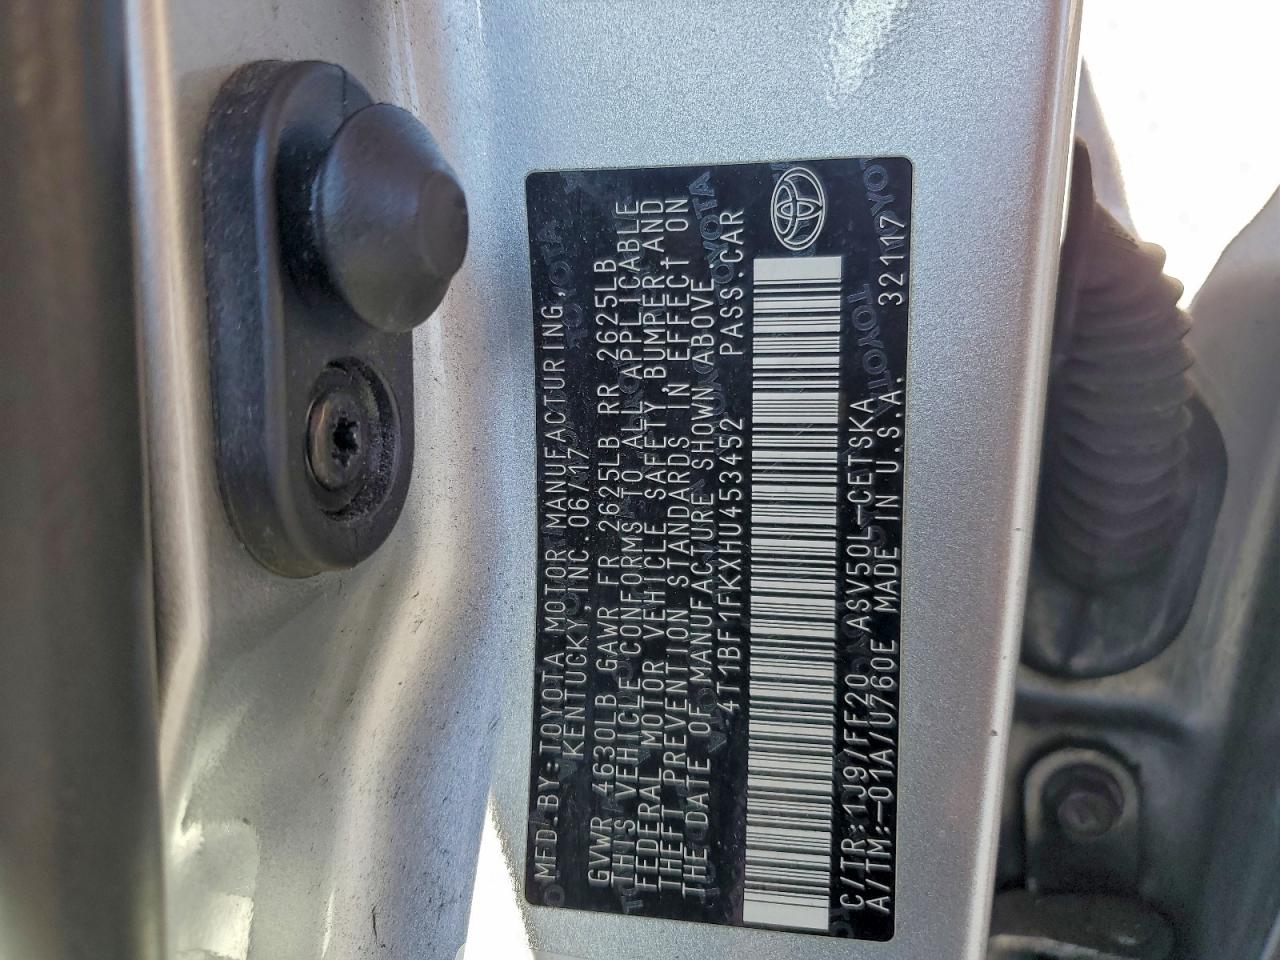 MFD.BY:TOYOTA MOTOR MANUFACTURING,
KENTUCKY,INC.06/17
GVWR 4630LB GAWR FR 2625LB RR 2625LB
THIS VEHICLE CONFORMS TO ALL APPLICABLE
FEDERAL MOTOR VEHICLE SAFETY,BUMPER,AND
THEFT PREVENTION STANDARDS IN EFFECT ON
THE DATE OF MANUFACTURE SHOWN ABOVE.
4T1BF1FKXHU453452 PASS.CAR
C/TR:1J9/FF20 ASV50L-CETSKA
A/TM:-01A/U760E MADE IN U.S.A. 32117